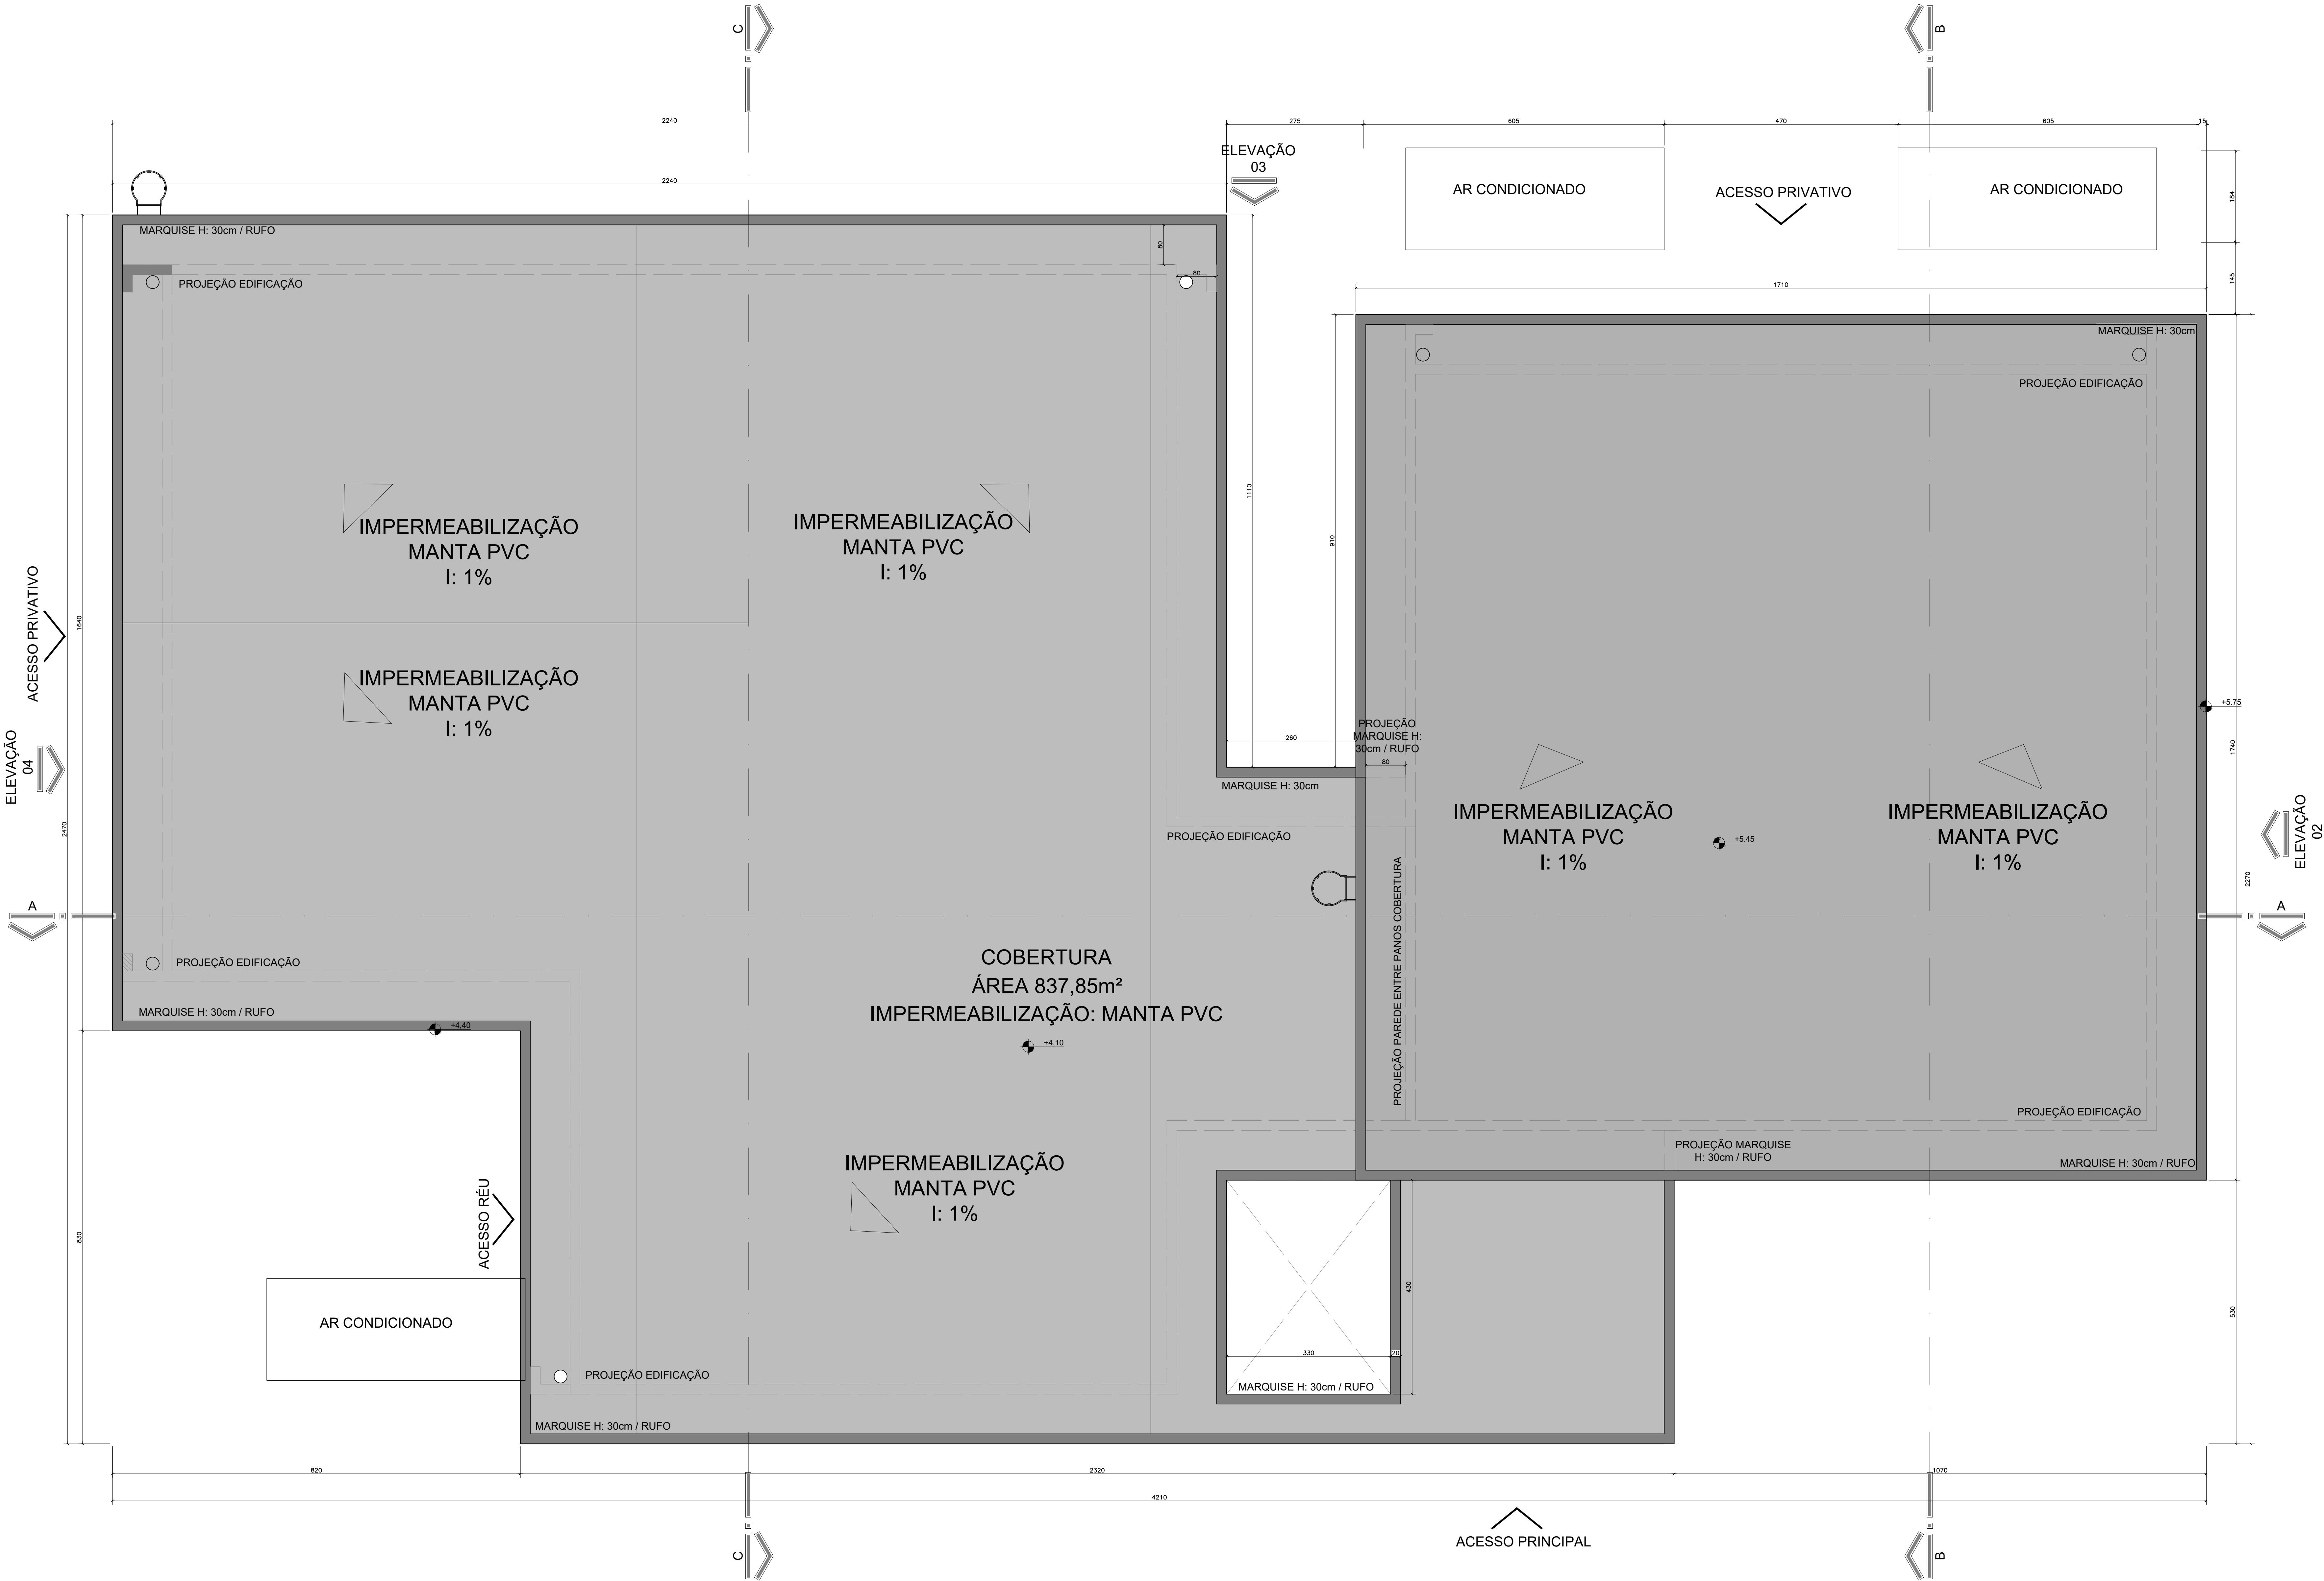 C
B
2240
275
605
470
605
15
ELEVAÇÃO
03
2240
AR CONDICIONADO
ACESSO PRIVATIVO
AR CONDICIONADO
184
MARQUISE H: 30cm / RUFO
80
80
145
PROJEÇÃO EDIFICAÇÃO
1710
MARQUISE H: 30cm
PROJEÇÃO EDIFICAÇÃO
1110
910
IMPERMEABILIZAÇÃO
MANTA PVC
I: 1%
IMPERMEABILIZAÇÃO
MANTA PVC
I: 1%
ACESSO PRIVATIVO
1640
IMPERMEABILIZAÇÃO
MANTA PVC
I: 1%
+5.75
PROJEÇÃO
MARQUISE H:
30cm / RUFO
260
80
1740
ELEVAÇÃO
04
MARQUISE H: 30cm
2470
PROJEÇÃO EDIFICAÇÃO
IMPERMEABILIZAÇÃO
MANTA PVC
I: 1%
+5.45
IMPERMEABILIZAÇÃO
MANTA PVC
I: 1%
ELEVAÇÃO
02
2270
PROJEÇÃO PAREDE ENTRE PANOS COBERTURA
A
A
PROJEÇÃO EDIFICAÇÃO
COBERTURA
ÁREA 837,85m²
IMPERMEABILIZAÇÃO: MANTA PVC
MARQUISE H: 30cm / RUFO
+4,40
+4,10
PROJEÇÃO EDIFICAÇÃO
PROJEÇÃO MARQUISE
H: 30cm / RUFO
MARQUISE H: 30cm / RUFO
IMPERMEABILIZAÇÃO
MANTA PVC
I: 1%
ACESSO RÉU
830
430
530
AR CONDICIONADO
330
20
PROJEÇÃO EDIFICAÇÃO
MARQUISE H: 30cm / RUFO
MARQUISE H: 30cm / RUFO
820
2320
1070
4210
ACESSO PRINCIPAL
C
B